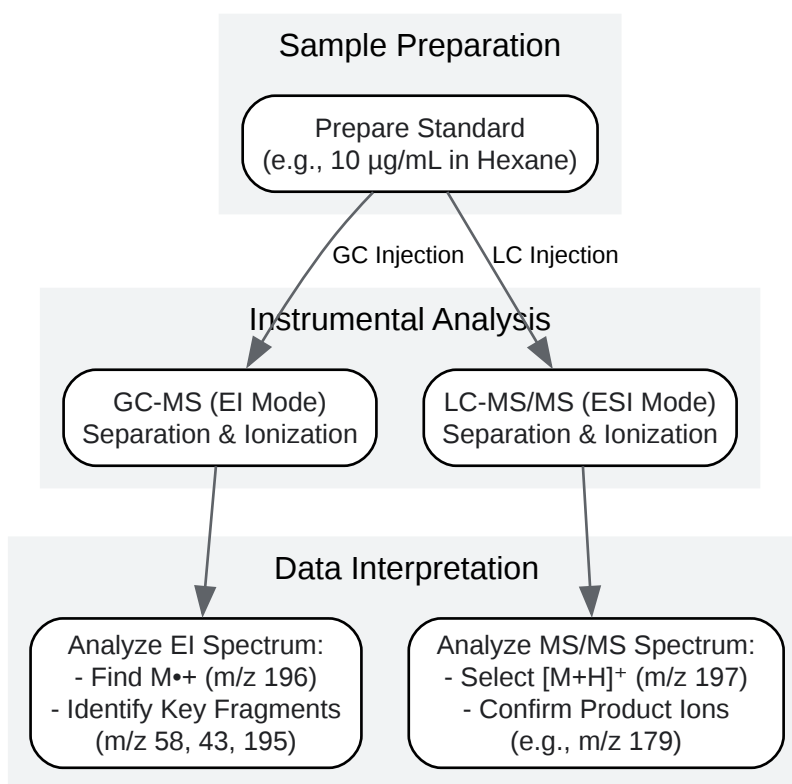 Sample Preparation
Prepare Standard
(e.g., 10 µg/mL in Hexane)
GC Injection
LC Injection
Instrumental Analysis
GC-MS (EI Mode)
Separation & Ionization
LC-MS/MS (ESI Mode)
Separation & Ionization
Data Interpretation
Analyze EI Spectrum:
- Find M•+ (m/z 196)
- Identify Key Fragments
(m/z 58, 43, 195)
Analyze MS/MS Spectrum:
- Select [M+H]⁺ (m/z 197)
- Confirm Product Ions
(e.g., m/z 179)